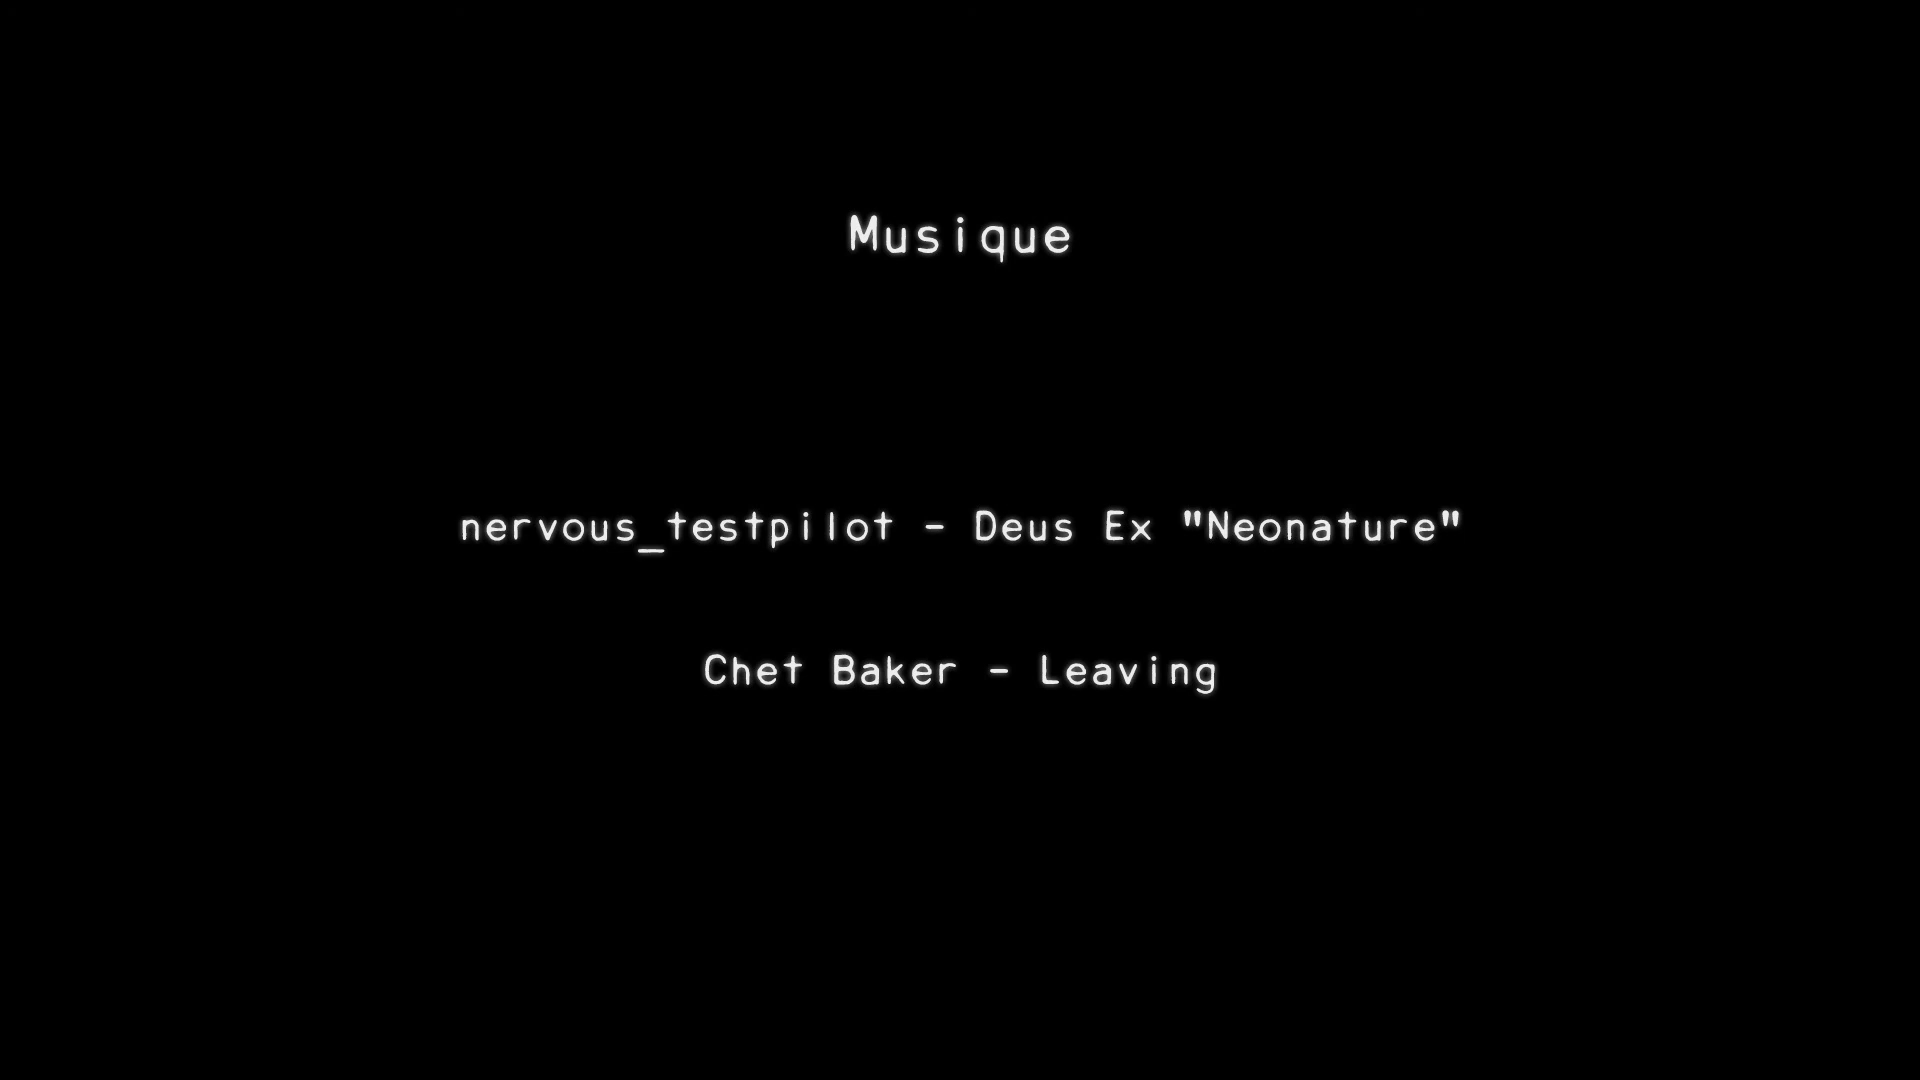 Musique
nervous_testpilot - Deus Ex "Neonature"
Chet Baker - Leaving